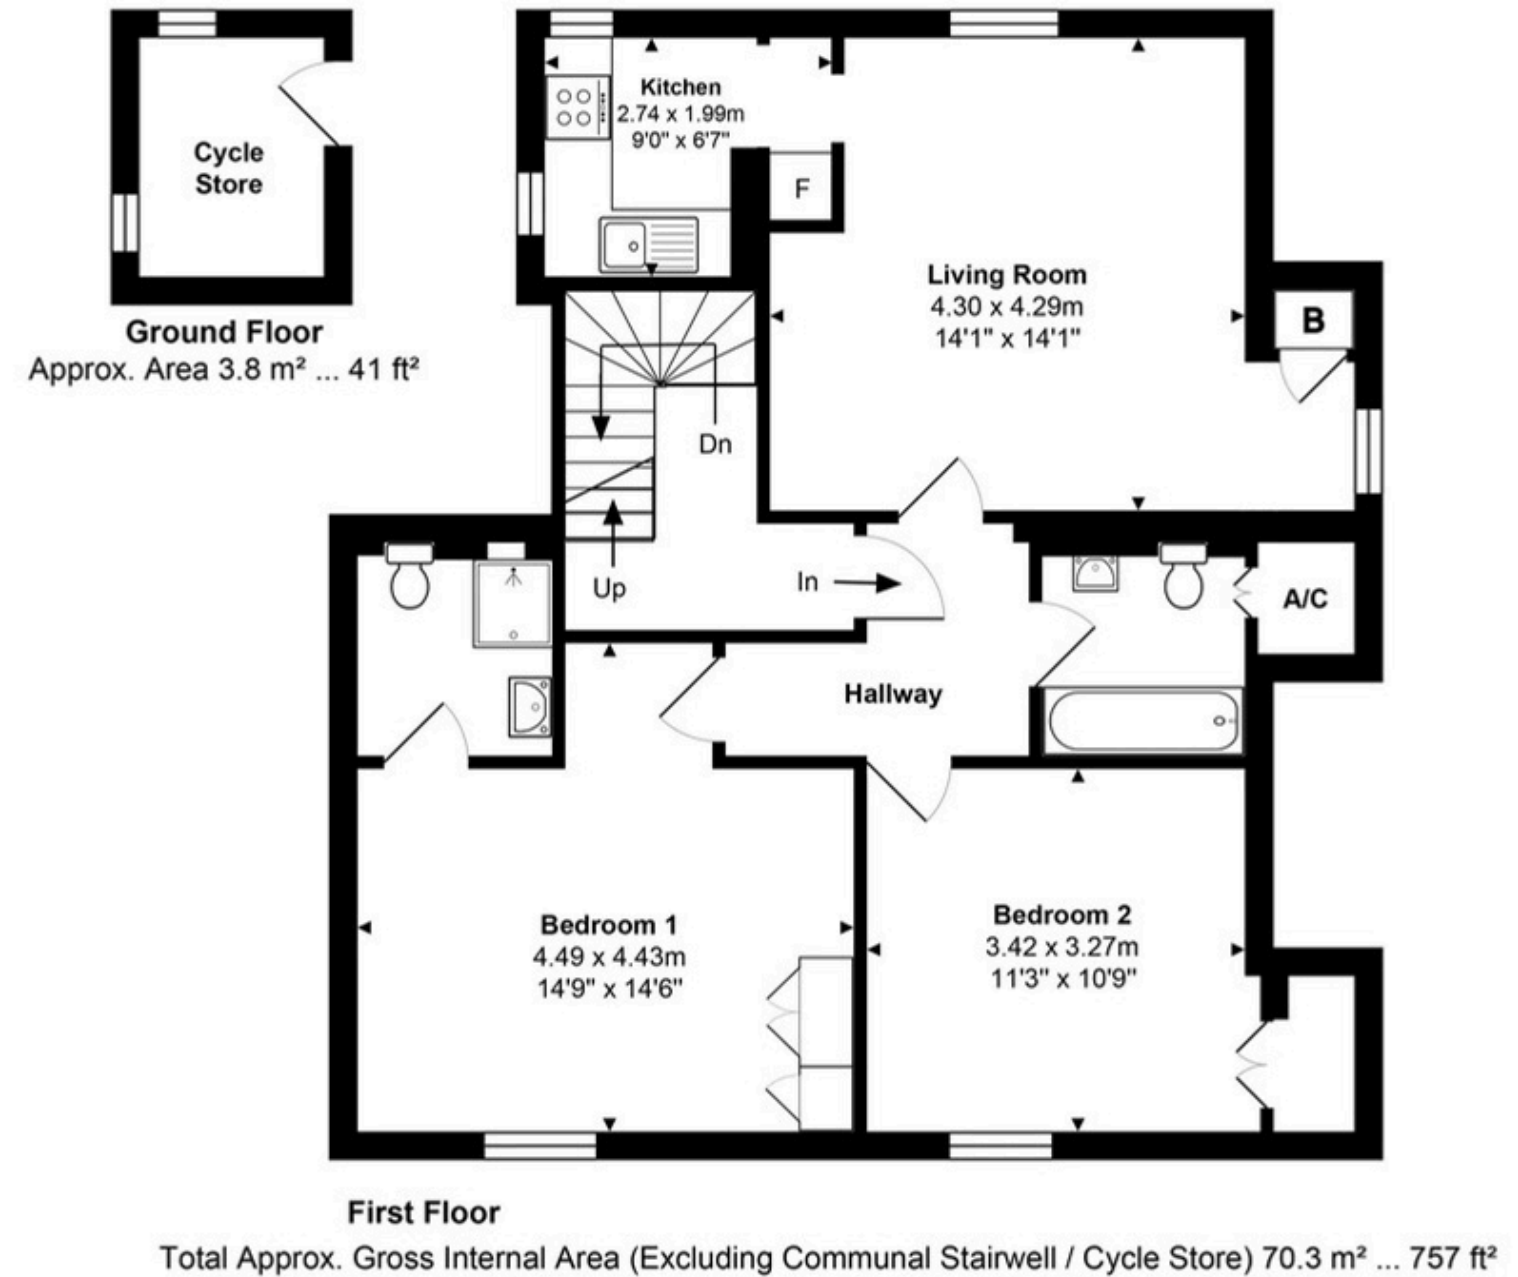 Cycle
Store
Ground Floor
Approx. Area 3.8 m² ... 41 ft²
Kitchen
2.74 x 1.99m
9'0" x 6'7"
F
Living Room
4.30 x 4.29m
14'1" x 14'1"
B
Dn
Up
In
A/C
Hallway
Bedroom 1
4.49 x 4.43m
14'9" x 14'6"
Bedroom 2
3.42 x 3.27m
11'3" x 10'9"
First Floor
Total Approx. Gross Internal Area (Excluding Communal Stairwell / Cycle Store) 70.3 m² ... 757 ft²